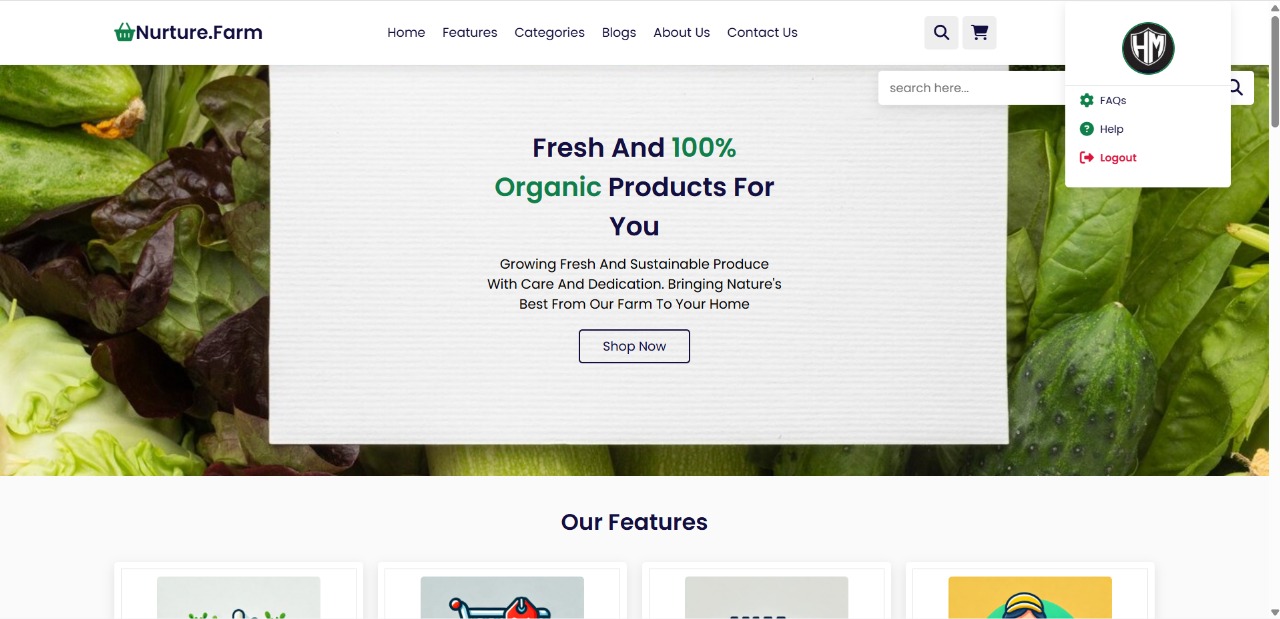 Nurture.Farm
Home Features Categories Blogs About Us Contact Us
HM
search here...
FAQs
Help
Logout
Fresh And 100%
Organic Products For
You
Growing Fresh And Sustainable Produce
With Care And Dedication. Bringing Nature's
Best From Our Farm To Your Home
Shop Now
Our Features